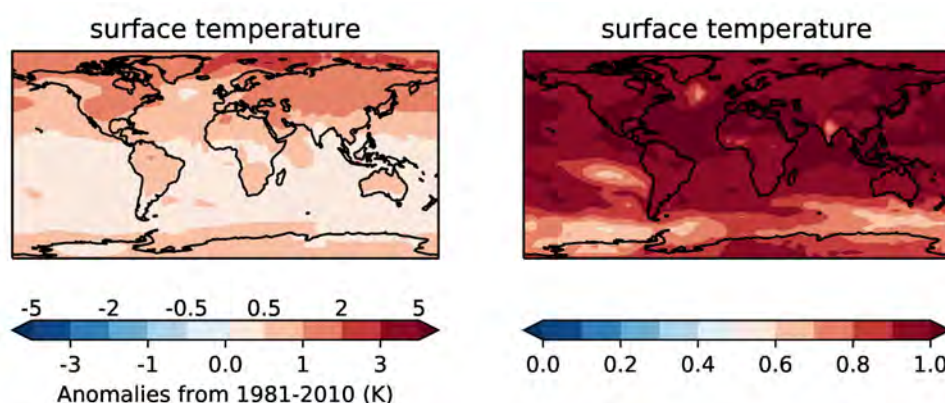 surface temperature
surface temperature
-5 -2 -0.5 0.5 2 5
-3 -1 0.0 1 3
Anomalies from 1981-2010 (K)
0.0 0.2 0.4 0.6 0.8 1.0